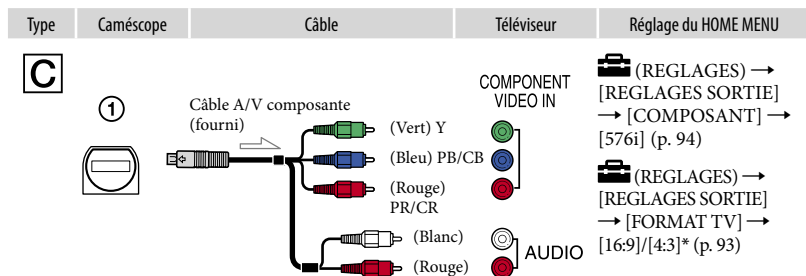 Type Caméscope Câble Téléviseur Réglage du HOME MENU
C
①
Câble A/V composante
(fourni)
(Vert) Y
(Bleu) PB/CB
(Rouge)
PR/CR
(Blanc)
(Rouge)
COMPONENT
VIDEO IN
AUDIO
(REGLAGES) →
[REGLAGES SORTIE]
→ [COMPOSANT] →
[576i] (p. 94)
(REGLAGES) →
[REGLAGES SORTIE]
→ [FORMAT TV] →
[16:9]/[4:3]* (p. 93)